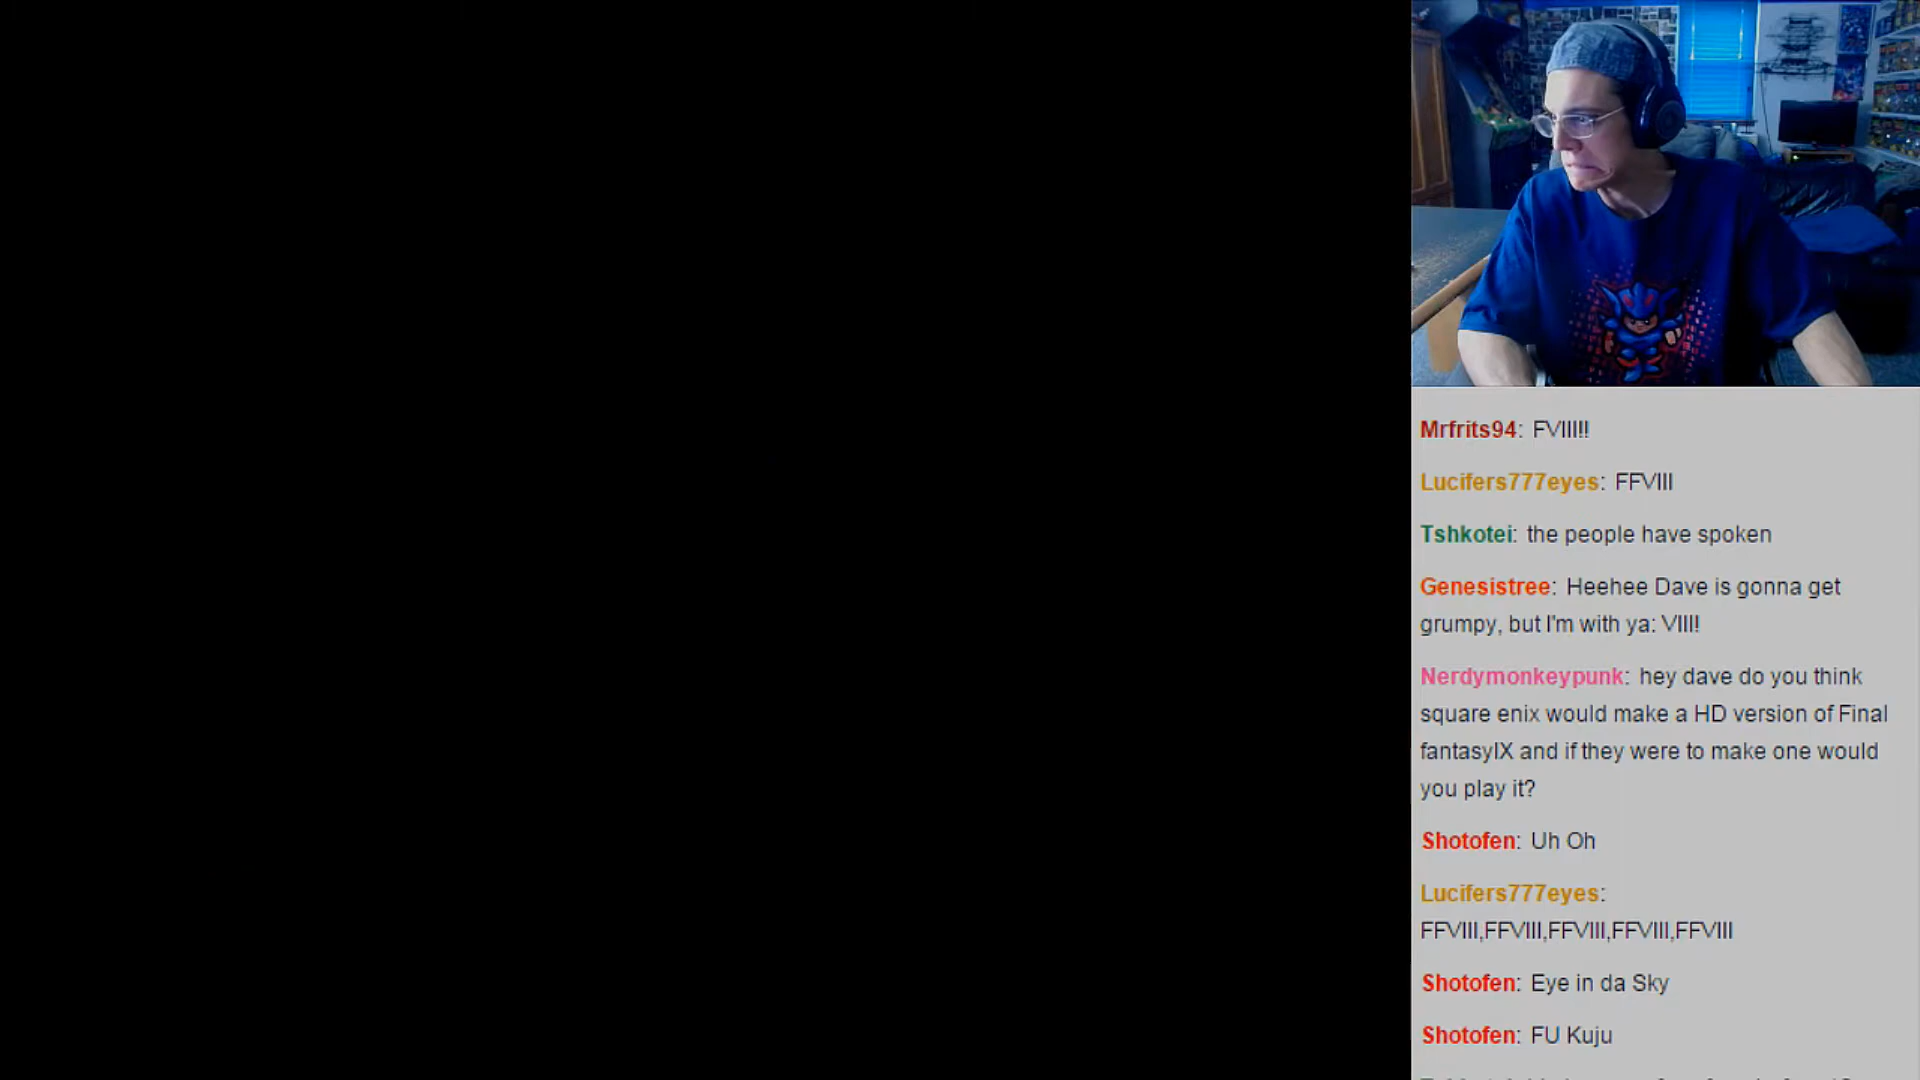 Mrfrits94: FVIII!!
Lucifers777eyes: FFVIII
Tshkotei: the people have spoken
Genesistree: Heehee Dave is gonna get
grumpy, but I'm with ya: VIII!
Nerdymonkeypunk: hey dave do you think
square enix would make a HD version of Final
fantasyIX and if they were to make one would
you play it?
Shotofen: Uh Oh
Lucifers777eyes:
FFVIII,FFVIII,FFVIII,FFVIII,FFVIII
Shotofen: Eye in da Sky
Shotofen: FU Kuju